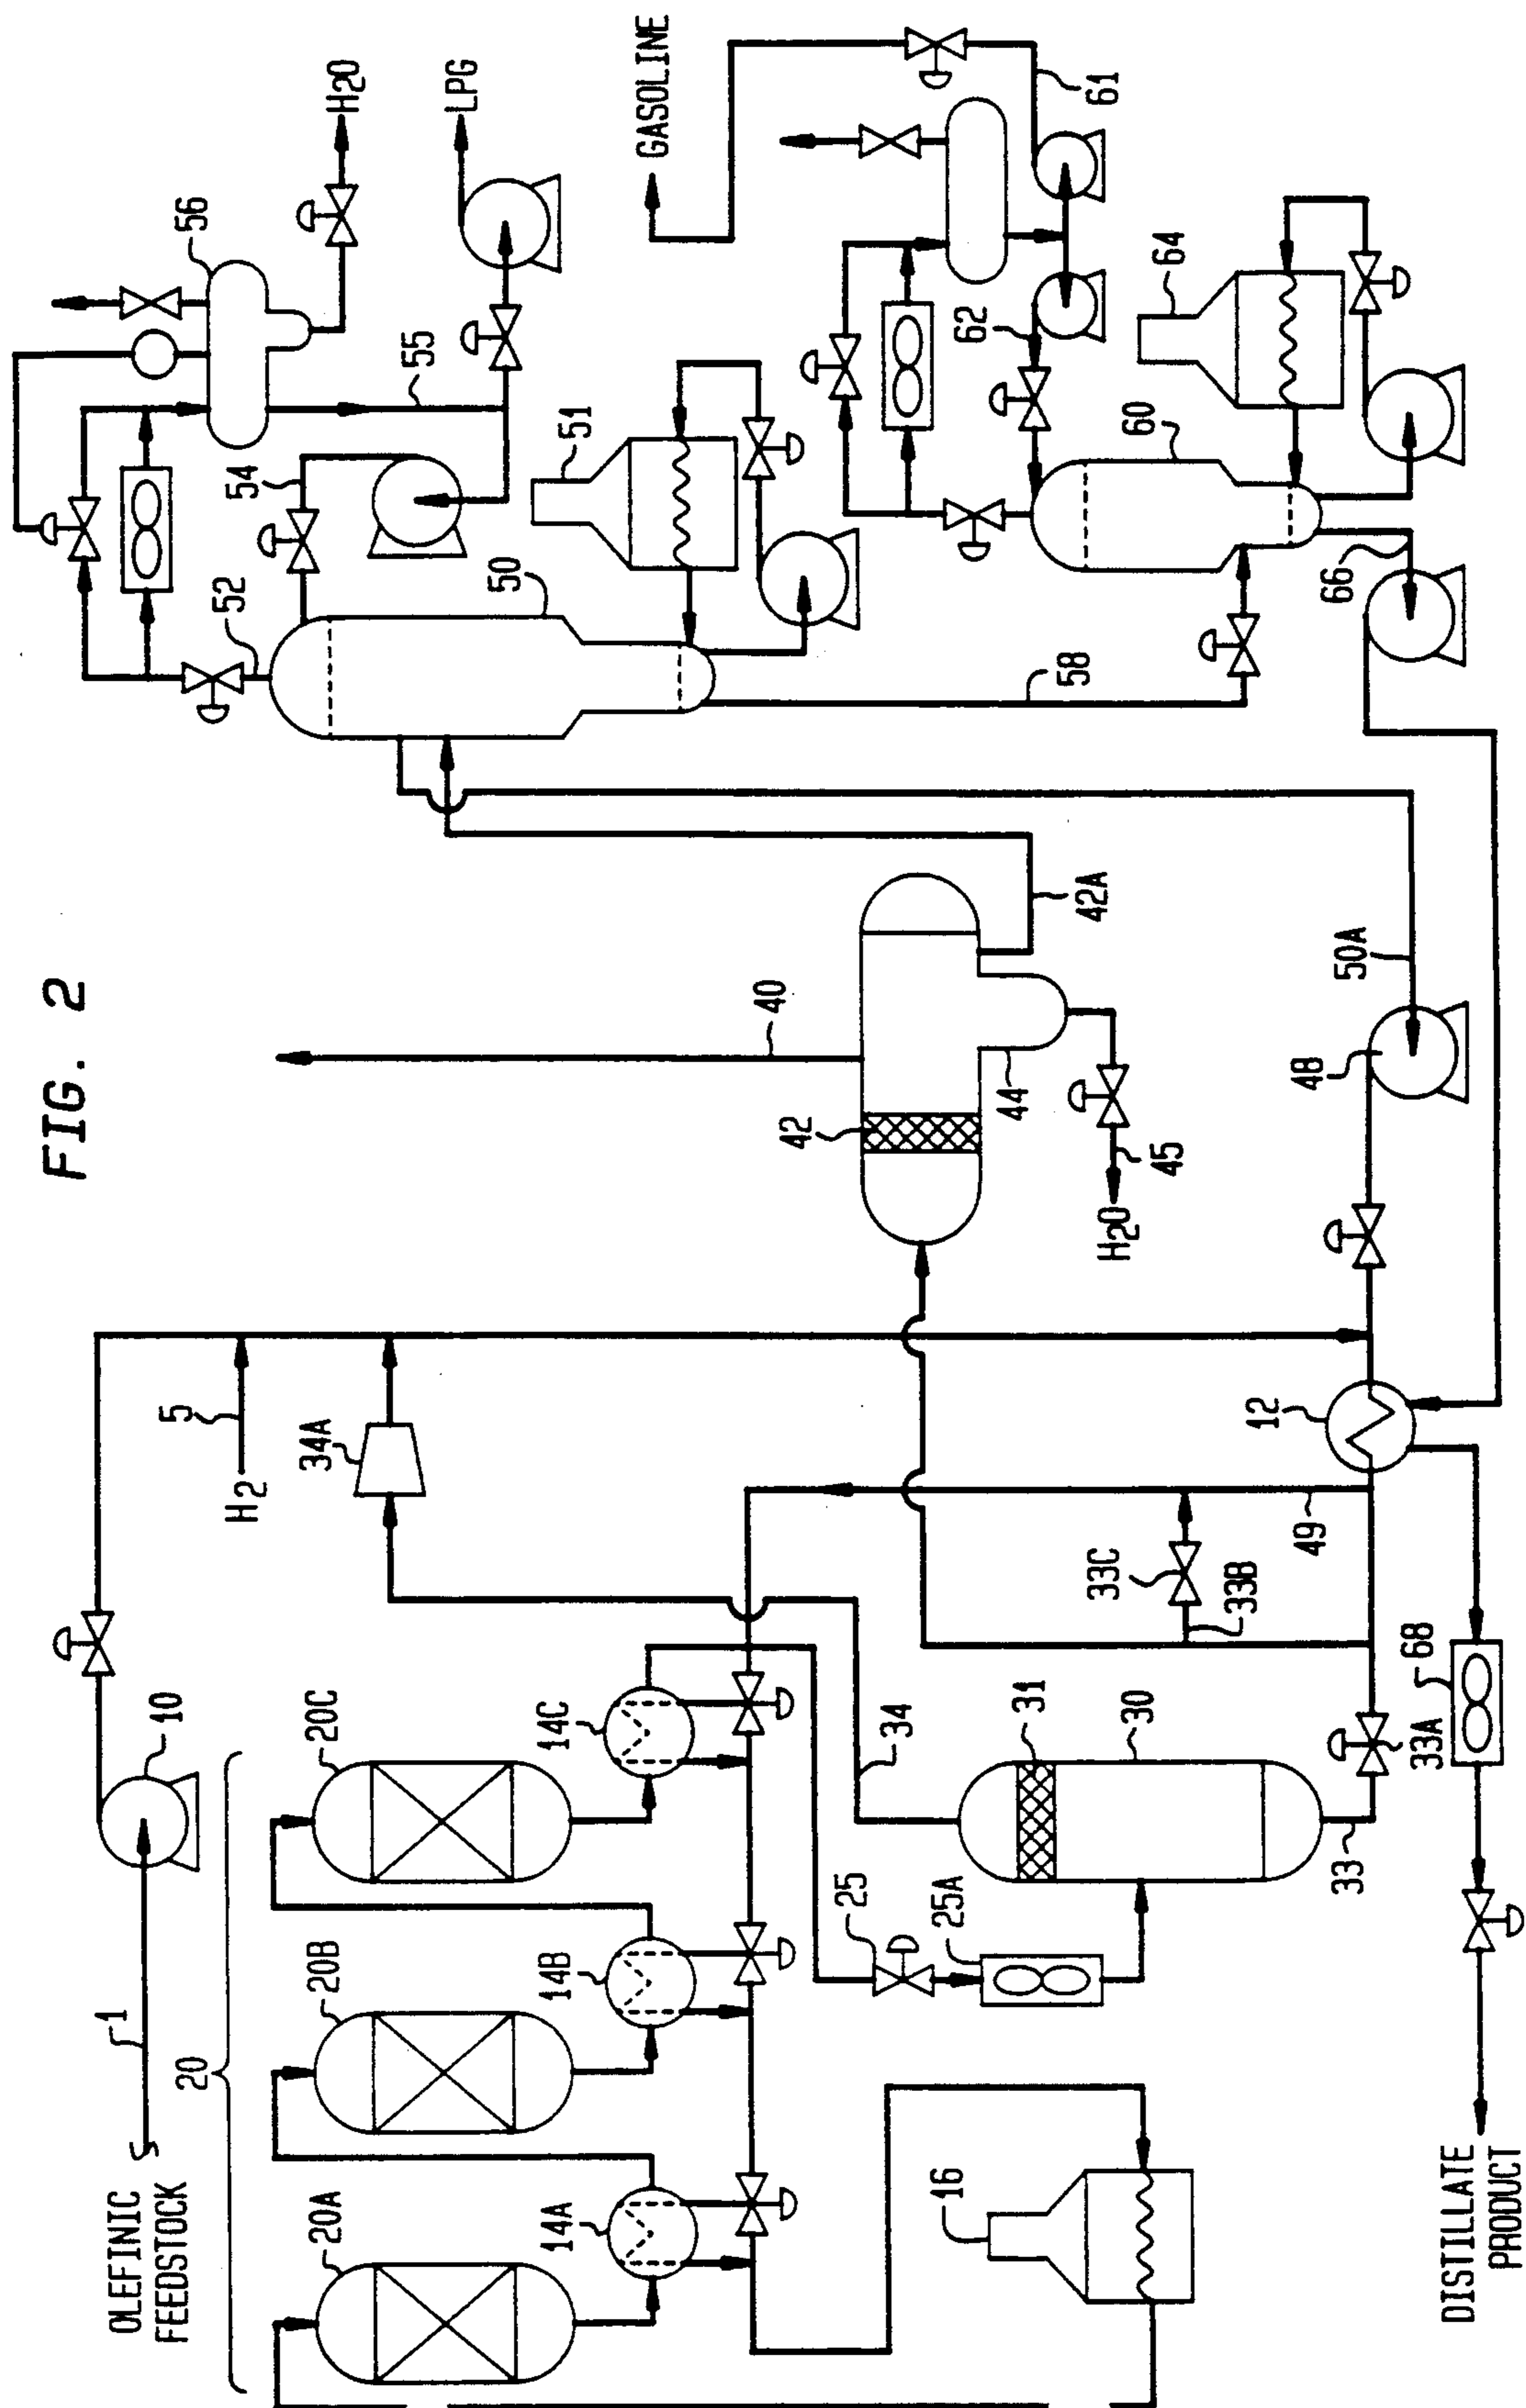 FIG. 2
OLEFINIC
FEEDSTOCK
1
10
20
20A
20B
20C
14A
14B
14C
16
H2
5
34A
34
31
30
33
33A
33B
33C
25
25A
49
12
68
DISTILLATE
PRODUCT
40
42
44
45
H2O
42A
48
50A
50
51
52
54
55
56
58
H2O
LPG
GASOLINE
60
61
62
64
66